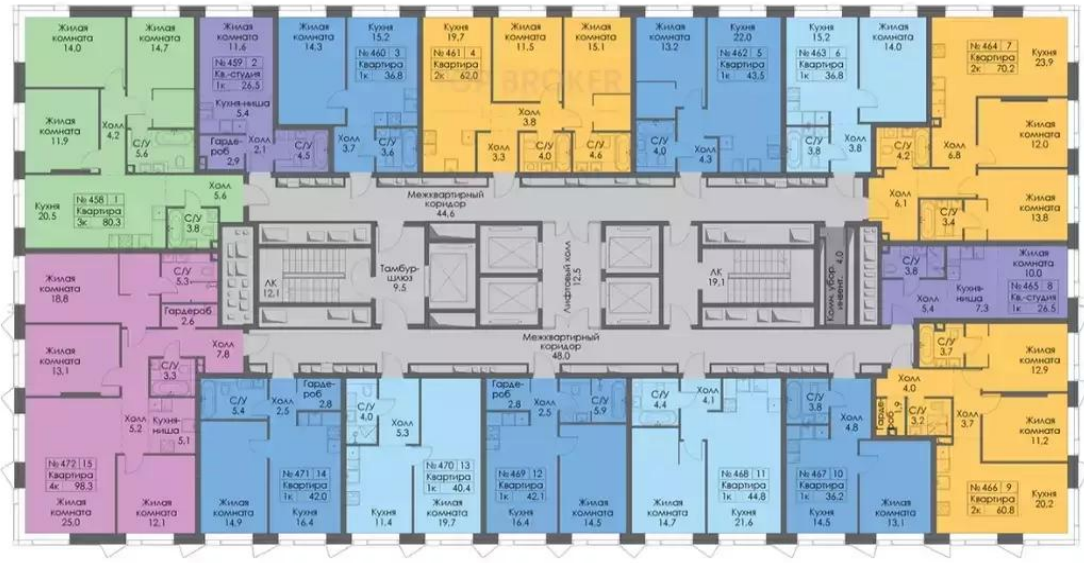 Жилая
комната
14.0
Жилая
комната
14.7
Жилая
комната
11.9
Холл
4.2
С/У
5.6
Кухня
20.5
№ 458 1
Квартира
3к 80.3
Холл
5.6
С/У
3.8
Жилая
комната
11.6
№ 459 2
Кв.-студия
1к 26.5
Кухня-ниша
5.4
Гарде-
роб
2.9
Холл
2.1
С/У
4.5
Жилая
комната
14.3
Кухня
15.2
№ 460 3
Квартира
1к 36.8
Холл
3.7
С/У
3.6
Кухня
19.7
№ 461 4
Квартира
2к 62.0
Жилая
комната
11.5
Жилая
комната
15.1
BROKER
Холл
3.8
Холл
3.3
С/У
4.0
С/У
4.6
Жилая
комната
13.2
Кухня
22.0
№ 462 5
Квартира
1к 43.5
С/У
4.0
Холл
4.3
Кухня
15.2
№ 463 6
Квартира
1к 36.8
Жилая
комната
14.0
С/У
3.8
Холл
3.8
№ 464 7
Квартира
2к 70.2
Кухня
23.9
Жилая
комната
12.0
С/У
4.2
Холл
6.8
Холл
6.1
С/У
3.4
Жилая
комната
13.8
Межквартирный
коридор
44.6
ЛК
12.1
Тамбур-
шлюз
9.5
Лифтовый холл
12.5
ЛК
19.1
Комн. убор.
инвент. 4.0
Межквартирный
коридор
48.0
С/У
3.8
Жилая
комната
10.0
№ 465 8
Кв.-студия
1к 26.5
Холл
5.4
Кухня-
ниша
7.3
Жилая
комната
18.8
С/У
5.3
Гардероб
2.6
Холл
7.8
Жилая
комната
13.1
С/У
3.3
Холл
5.2
Кухня-
ниша
5.1
№ 472 15
Квартира
4к 98.3
Жилая
комната
25.0
Жилая
комната
12.1
С/У
5.4
Холл
2.5
Гарде-
роб
2.8
№ 471 14
Квартира
1к 42.0
Жилая
комната
14.9
Кухня
16.4
С/У
4.0
Холл
5.3
№ 470 13
Квартира
1к 40.4
Кухня
11.4
Жилая
комната
19.7
Гарде-
роб
2.8
Холл
2.5
С/У
5.9
№ 469 12
Квартира
1к 42.1
Кухня
16.4
Жилая
комната
14.5
С/У
4.4
Холл
4.1
№ 468 11
Квартира
1к 44.8
Жилая
комната
14.7
Кухня
21.6
С/У
3.8
Холл
4.8
№ 467 10
Квартира
1к 36.2
Кухня
14.5
Жилая
комната
13.1
С/У
3.7
Жилая
комната
12.9
Холл
4.0
Гарде-
роб 1.9
С/У
3.2
Холл
3.7
Жилая
комната
11.2
№ 466 9
Квартира
2к 60.8
Кухня
20.2